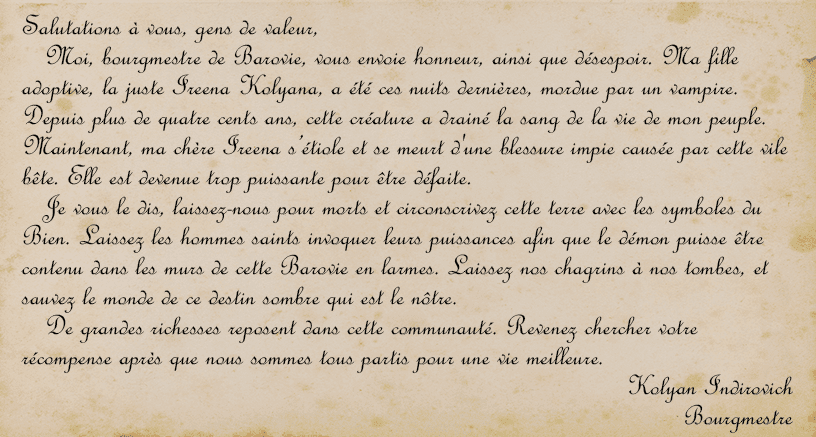 Salutations à vous, gens de valeur,
Moi, bourgmestre de Barovie, vous envoie honneur, ainsi que désespoir. Ma fille
adoptive, la juste Ireena Kolyana, a été ces nuits dernières, mordue par un vampire.
Depuis plus de quatre cents ans, cette créature a drainé la sang de la vie de mon peuple.
Maintenant, ma chère Ireena s'étiole et se meurt d'une blessure impie causée par cette vile
bête. Elle est devenue trop puissante pour être défaite.
Je vous le dis, laissez-nous pour morts et circonscrivez cette terre avec les symboles du
Bien. Laissez les hommes saints invoquer leurs puissances afin que le démon puisse être
contenu dans les murs de cette Barovie en larmes. Laissez nos chagrins à nos tombes, et
sauvez le monde de ce destin sombre qui est le nôtre.
De grandes richesses reposent dans cette communauté. Revenez chercher votre
récompense après que nous sommes tous partis pour une vie meilleure.
Kolyan Indirovich
Bourgmestre